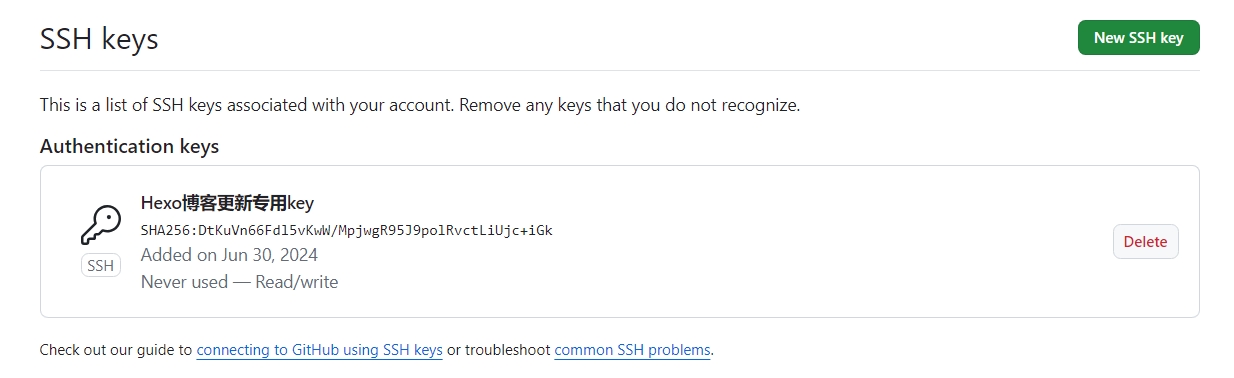 SSH keys
New SSH key
This is a list of SSH keys associated with your account. Remove any keys that you do not recognize.
Authentication keys
Hexo博客更新专用key
SHA256:DtKuVn66Fdl5vKwW/MpjwgR95J9polRvctLiUjc+iGk
Added on Jun 30, 2024
SSH
Never used — Read/write
Delete
Check out our guide to connecting to GitHub using SSH keys or troubleshoot common SSH problems.